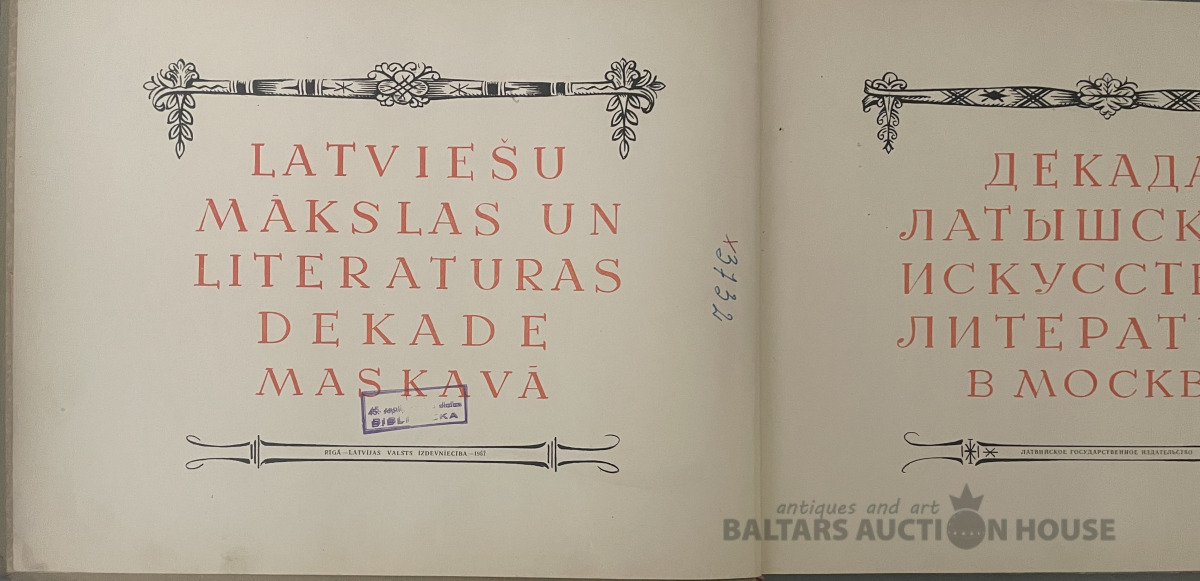 LATVIEŠU
MĀKSLAS UN
LITERATURAS
DEKADE
MASKAVĀ
RĪGĀ — LATVIJAS VALSTS IZDEVNIECĪBA — 1957
x3732
ДЕКАДА
ЛАТЫШСК
ИСКУССТВ
ЛИТЕРАТ
В МОСКВ
ЛАТВИЙСКОЕ ГОСУДАРСТВЕННОЕ ИЗДАТЕЛЬСТВО
antiques and art
BALTARS AUCTION HOUSE